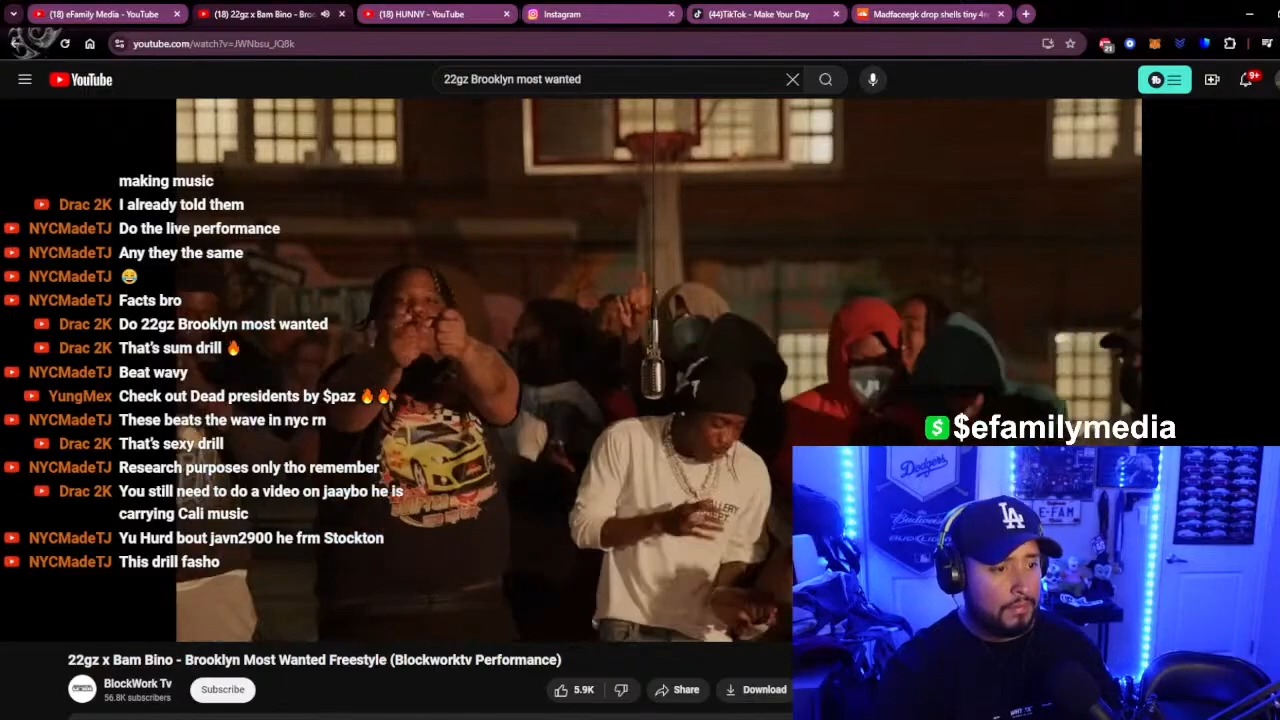 (18) eFamily Media - YouTube
(18) 22gz x Bam Bino - Bro
(18) HUNNY - YouTube
Instagram
(44)TikTok - Make Your Day
Madfaceegk drop shells tiny 4
youtube.com/watch?v=JWNbsu_JQ8k
21
YouTube
22gz Brooklyn most wanted
9+
making music
Drac 2K I already told them
NYCMadeTJ Do the live performance
NYCMadeTJ Any they the same
NYCMadeTJ 😂
NYCMadeTJ Facts bro
Drac 2K Do 22gz Brooklyn most wanted
Drac 2K That's sum drill 🔥
NYCMadeTJ Beat wavy
YungMex Check out Dead presidents by $paz 🔥🔥
NYCMadeTJ These beats the wave in nyc rn
Drac 2K That's sexy drill
NYCMadeTJ Research purposes only tho remember
Drac 2K You still need to do a video on jaaybo he is
carrying Cali music
NYCMadeTJ Yu Hurd bout javn2900 he frm Stockton
NYCMadeTJ This drill fasho
$ $efamilymedia
Dodgers
Budweiser
E-FAM
LA
22gz x Bam Bino - Brooklyn Most Wanted Freestyle (Blockworktv Performance)
BlockWork Tv
56.8K subscribers
Subscribe
5.9K
Share
Download